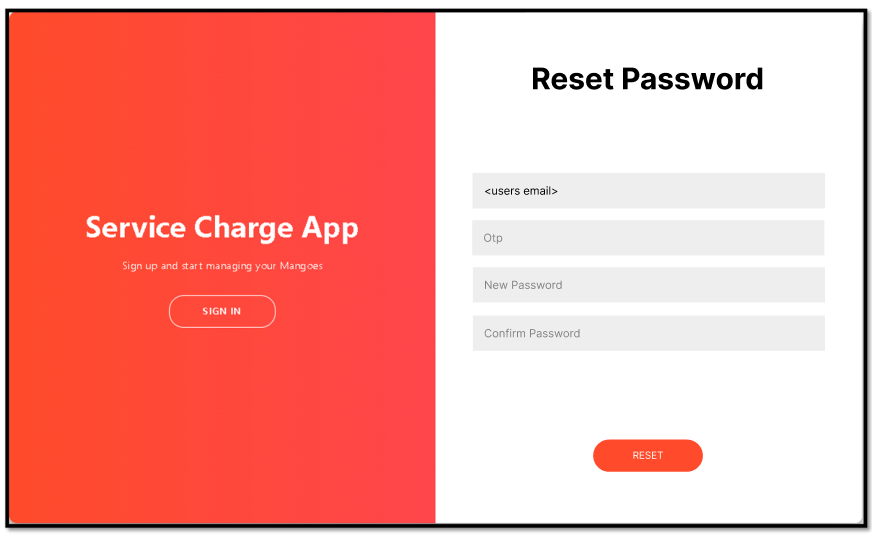 Service Charge App
Sign up and start managing your Mangoes
SIGN IN
Reset Password
<users email>
Otp
New Password
Confirm Password
RESET